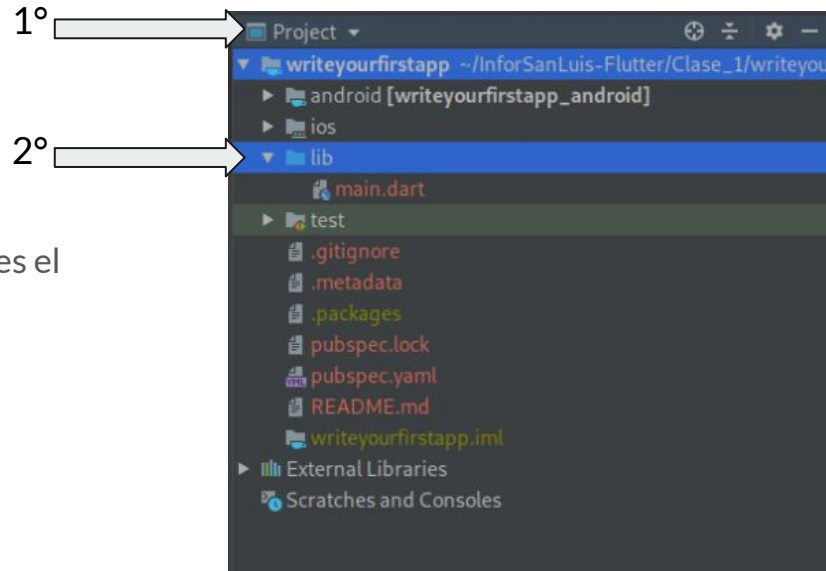 1°
Project
writeyourfirstapp ~/InforSanLuis-Flutter/Clase_1/writeyou
android [writeyourfirstapp_android]
ios
2°
lib
main.dart
test
es el
.gitignore
.metadata
.packages
pubspec.lock
YML pubspec.yaml
README.md
writeyourfirstapp.iml
External Libraries
Scratches and Consoles